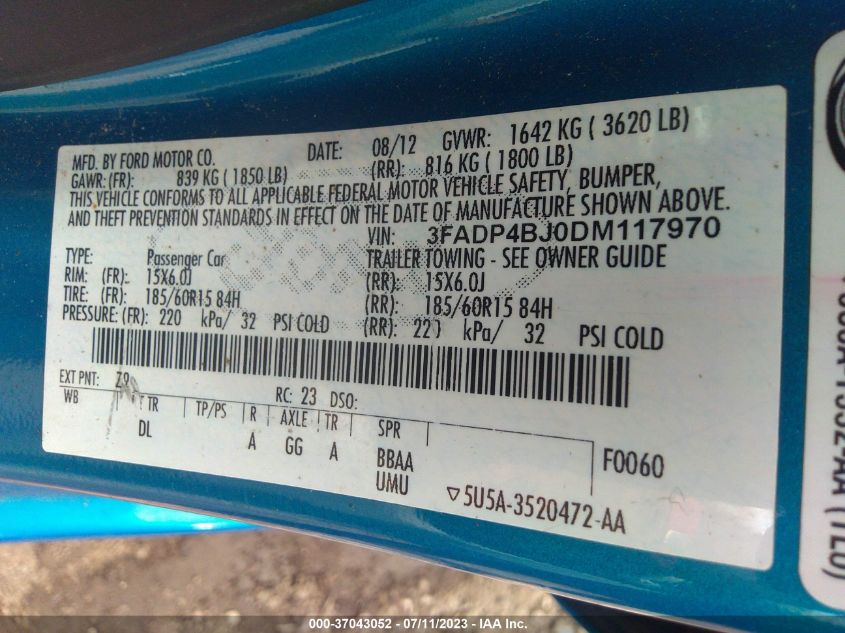 MFD. BY FORD MOTOR CO. DATE: 08/12 GVWR: 1642 KG ( 3620 LB)
GAWR: (FR): 839 KG ( 1850 LB) (RR): 816 KG ( 1800 LB)
THIS VEHICLE CONFORMS TO ALL APPLICABLE FEDERAL MOTOR VEHICLE SAFETY, BUMPER,
AND THEFT PREVENTION STANDARDS IN EFFECT ON THE DATE OF MANUFACTURE SHOWN ABOVE.
VIN: 3FADP4BJ0DM117970
TYPE: Passenger Car TRAILER TOWING - SEE OWNER GUIDE
RIM: (FR): 15X6.0J (RR): 15X6.0J
TIRE: (FR): 185/60R15 84H (RR): 185/60R15 84H
PRESSURE: (FR): 220 kPa/ 32 PSI COLD (RR): 220 kPa/ 32 PSI COLD
EXT PNT: Z9 RC: 23 DSO:
WB TR TP/PS R AXLE TR SPR
DL A GG A BBAA F0060
UMU
5U5A-3520472-AA
000-37043052 - 07/11/2023 - IAA Inc.